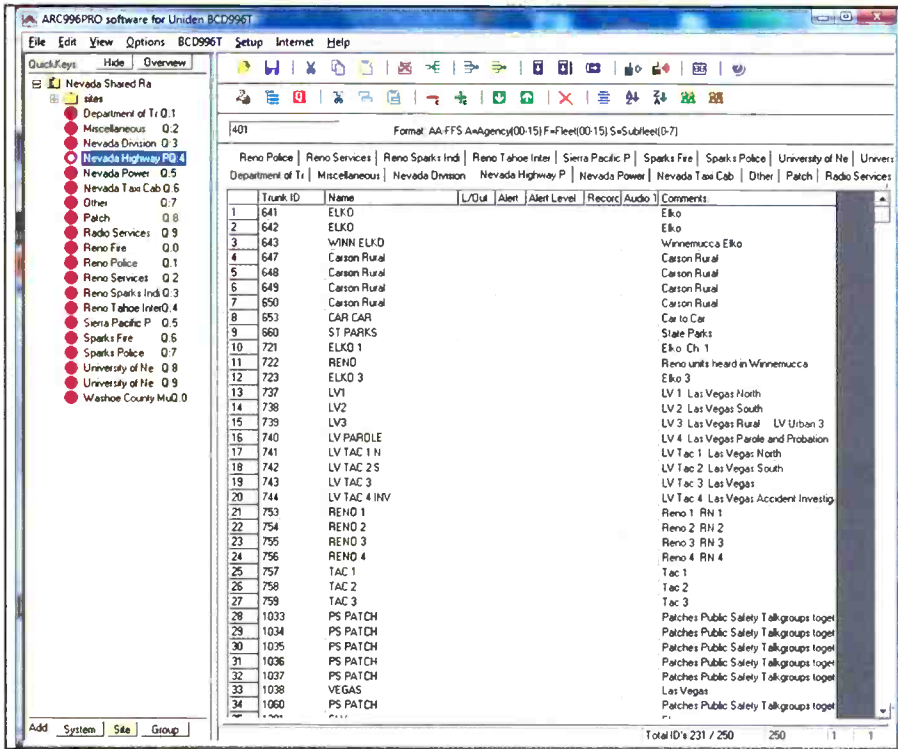 ARC996PRO software for Uniden BCD996T
File Edit View Options BCD996T Setup Internet Help
QuickKeys Hide Overview
Nevada Shared Ra
sites
Department of Tr Q:1
Miscellaneous Q:2
Nevada Division Q:3
Nevada Highway P Q:4
Nevada Power Q:5
Nevada Taxi Cab Q:6
Other Q:7
Patch Q:8
Radio Services Q:9
Reno Fire Q:0
Reno Police Q:1
Reno Services Q:2
Reno Sparks Indi Q:3
Reno Tahoe Inter Q:4
Sierra Pacific P Q:5
Sparks Fire Q:6
Sparks Police Q:7
University of Ne Q:8
University of Ne Q:9
Washoe County Mu Q:0
Add System Site Group
401 Format: AA-FFS A=Agency(00-15) F=Fleet(00-15) S=Subfleet(0-7)
Reno Police Reno Services Reno Sparks Indi Reno Tahoe Inter Sierra Pacific P Sparks Fire Sparks Police University of Ne Univers
Department of Tr Miscellaneous Nevada Division Nevada Highway P Nevada Power Nevada Taxi Cab Other Patch Radio Services
Trunk ID Name L/Out Alert Alert Level Record Audio T Comments
1 641 ELKO Elko
2 642 ELKO Elko
3 643 WINN ELKO Winnemucca Elko
4 647 Carson Rural Carson Rural
5 648 Carson Rural Carson Rural
6 649 Carson Rural Carson Rural
7 650 Carson Rural Carson Rural
8 653 CAR CAR Car to Car
9 660 ST PARKS State Parks
10 721 ELKO 1 Elko Ch 1
11 722 RENO Reno units heard in Winnemucca
12 723 ELKO 3 Elko 3
13 737 LV1 LV 1 Las Vegas North
14 738 LV2 LV 2 Las Vegas South
15 739 LV3 LV 3 Las Vegas Rural LV Urban 3
16 740 LV PAROLE LV 4 Las Vegas Parole and Probation
17 741 LV TAC 1 N LV Tac 1 Las Vegas North
18 742 LV TAC 2 S LV Tac 2 Las Vegas South
19 743 LV TAC 3 LV Tac 3 Las Vegas
20 744 LV TAC 4 INV LV Tac 4 Las Vegas Accident Investig
21 753 RENO 1 Reno 1 RN 1
22 754 RENO 2 Reno 2 RN 2
23 755 RENO 3 Reno 3 RN 3
24 756 RENO 4 Reno 4 RN 4
25 757 TAC 1 Tac 1
26 758 TAC 2 Tac 2
27 759 TAC 3 Tac 3
28 1033 PS PATCH Patches Public Safety Talkgroups toget
29 1034 PS PATCH Patches Public Safety Talkgroups toget
30 1035 PS PATCH Patches Public Safety Talkgroups toget
31 1036 PS PATCH Patches Public Safety Talkgroups toget
32 1037 PS PATCH Patches Public Safety Talkgroups toget
33 1038 VEGAS Las Vegas
34 1060 PS PATCH Patches Public Safety Talkgroups toget
Total ID's 231 / 250 250 1 1